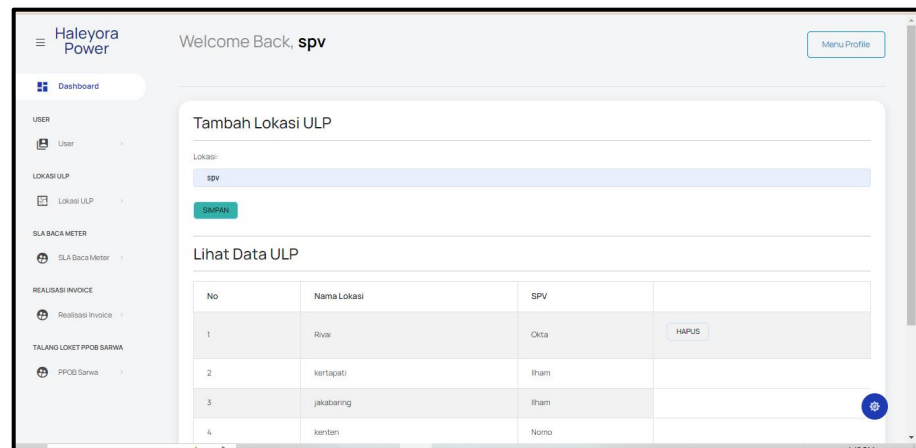 Haleyora
Power
Welcome Back, spv
Menu Profile
Dashboard
USER
User
LOKASI ULP
Lokasi ULP
SLA BACA METER
SLA Baca Meter
REALISASI INVOICE
Realisasi Invoice
TALANG LOKET PPOB SARWA
PPOB Sarwa
Tambah Lokasi ULP
Lokasi:
spv
SIMPAN
Lihat Data ULP
No Nama Lokasi SPV
1 Rivai Okta HAPUS
2 kertapati Ilham
3 jakabaring Ilham
4 kenten Nomo